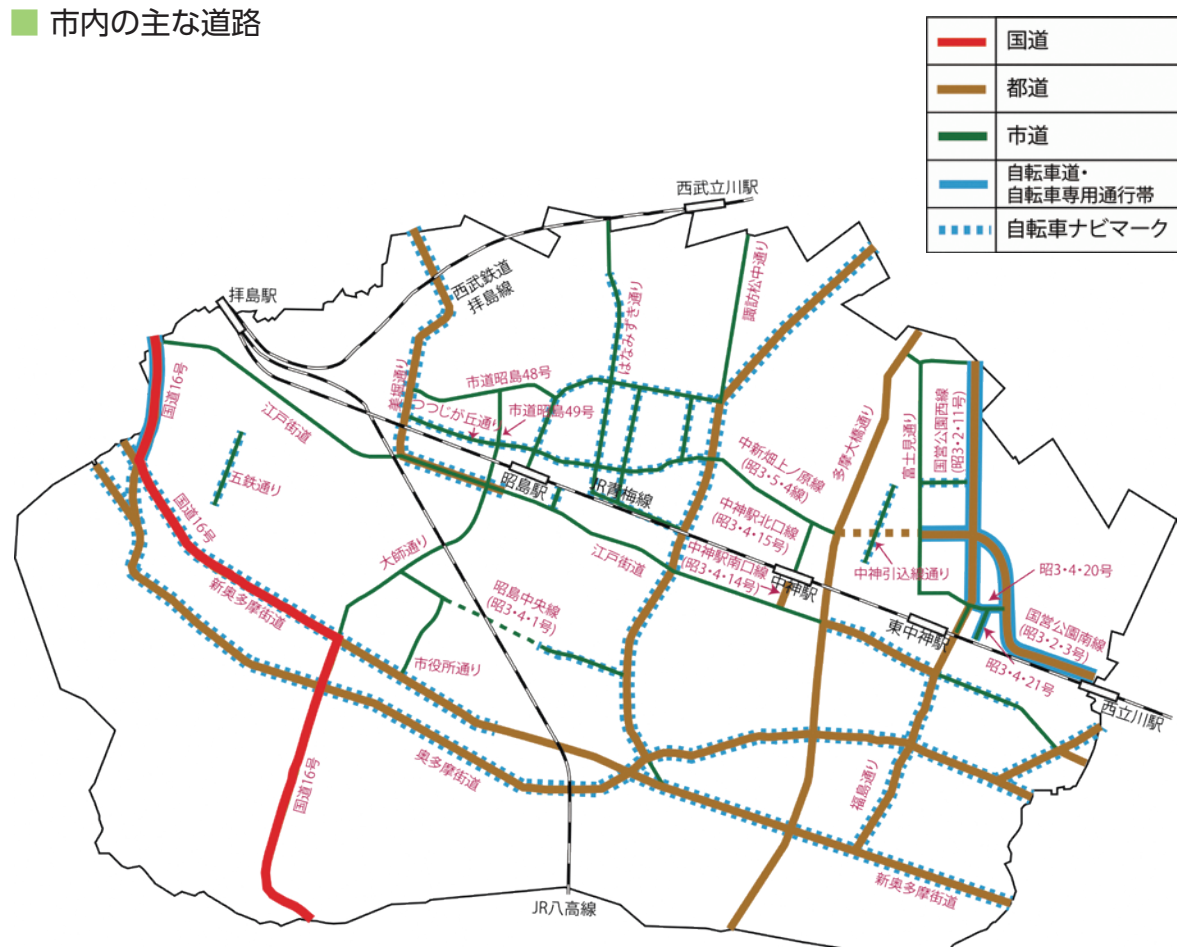 市内の主な道路
国道
都道
市道
自転車道・
自転車専用通行帯
自転車ナビマーク
西武立川駅
拝島駅
西武鉄道
拝島線
はなみずき通り
諏訪松中通り
国道16号
江戸街道
美堀通り
市道昭島48号
つつじが丘通り
市道昭島49号
中新畑上ノ原線
(昭3・5・4線)
多摩大橋通り
富士見通り
国営公園西線
(昭3・2・11号)
五鉄通り
昭島駅
JR青梅線
中神駅北口線
(昭3・4・15号)
国道16号
大師通り
江戸街道
中神駅南口線
(昭3・4・14号)
中神駅
中神引込線通り
昭3・4・20号
新奥多摩街道
昭島中央線
(昭3・4・1号)
東中神駅
国営公園南線
(昭3・2・3号)
昭3・4・21号
市役所通り
西立川駅
国道16号
奥多摩街道
福島通り
新奥多摩街道
JR八高線